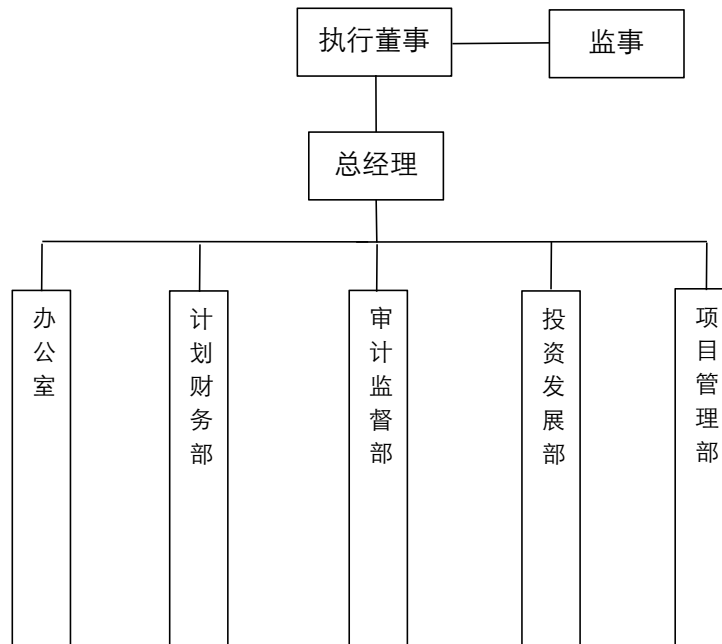 执行董事
监事
总经理
办公室
计划财务部
审计监督部
投资发展部
项目管理部